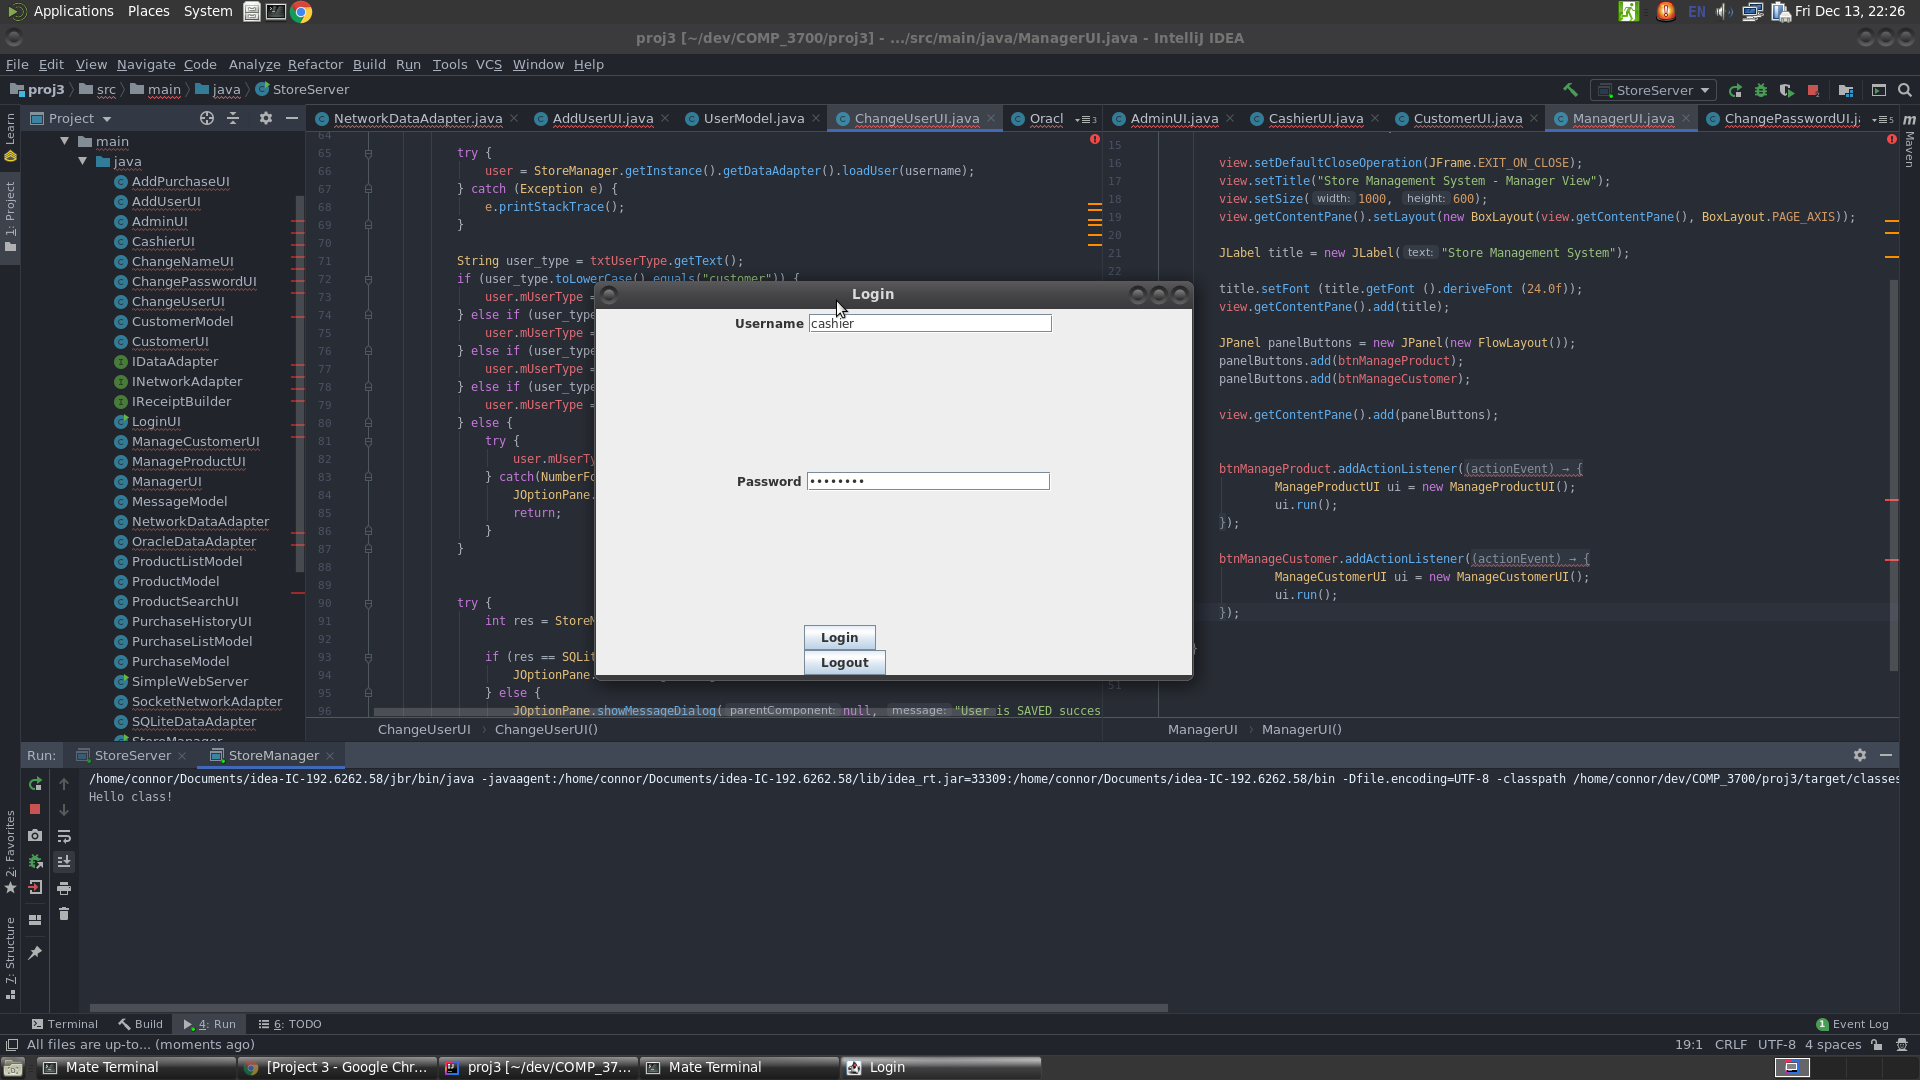 Applications Places System EN Fri Dec 13, 22:26
proj3 [~/dev/COMP_3700/proj3] - .../src/main/java/ManagerUI.java - IntelliJ IDEA
File Edit View Navigate Code Analyze Refactor Build Run Tools VCS Window Help
proj3 src main java StoreServer StoreServer
Learn
1: Project
Project
main
java
AddPurchaseUI
AddUserUI
AdminUI
CashierUI
ChangeNameUI
ChangePasswordUI
ChangeUserUI
CustomerModel
CustomerUI
IDataAdapter
INetworkAdapter
IReceiptBuilder
LoginUI
ManageCustomerUI
ManageProductUI
ManagerUI
MessageModel
NetworkDataAdapter
OracleDataAdapter
ProductListModel
ProductModel
ProductSearchUI
PurchaseHistoryUI
PurchaseListModel
PurchaseModel
SimpleWebServer
SocketNetworkAdapter
SQLiteDataAdapter
NetworkDataAdapter.java AddUserUI.java UserModel.java ChangeUserUI.java Oracl 3
64
65 try {
66 user = StoreManager.getInstance().getDataAdapter().loadUser(username);
67 } catch (Exception e) {
68 e.printStackTrace();
69 }
70
71 String user_type = txtUserType.getText();
72 if (user_type.toLowerCase().equals("customer")) {
73 user.mUserType =
74 } else if (user_type
75 user.mUserType =
76 } else if (user_type
77 user.mUserType =
78 } else if (user_type
79 user.mUserType =
80 } else {
81 try {
82 user.mUserTy
83 } catch(NumberFo
84 JOptionPane.
85 return;
86 }
87 }
88
89
90 try {
91 int res = StoreM
92
93 if (res == SQLit
94 JOptionPane.
95 } else {
96 JOptionPane.showMessageDialog( parentComponent: null, message: "User is SAVED succes
ChangeUserUI ChangeUserUI()
AdminUI.java CashierUI.java CustomerUI.java ManagerUI.java ChangePasswordUI.j 5
15
16 view.setDefaultCloseOperation(JFrame.EXIT_ON_CLOSE);
17 view.setTitle("Store Management System - Manager View");
18 view.setSize( width: 1000, height: 600);
19 view.getContentPane().setLayout(new BoxLayout(view.getContentPane(), BoxLayout.PAGE_AXIS));
20
21 JLabel title = new JLabel( text: "Store Management System");
22
title.setFont (title.getFont ().deriveFont (24.0f));
view.getContentPane().add(title);
JPanel panelButtons = new JPanel(new FlowLayout());
panelButtons.add(btnManageProduct);
panelButtons.add(btnManageCustomer);
view.getContentPane().add(panelButtons);
btnManageProduct.addActionListener((actionEvent) → {
ManageProductUI ui = new ManageProductUI();
ui.run();
});
btnManageCustomer.addActionListener((actionEvent) → {
ManageCustomerUI ui = new ManageCustomerUI();
ui.run();
});
}
51
ManagerUI ManagerUI()
Maven
Login
Username cashier
Password ••••••••
Login
Logout
Run: StoreServer StoreManager
/home/connor/Documents/idea-IC-192.6262.58/jbr/bin/java -javaagent:/home/connor/Documents/idea-IC-192.6262.58/lib/idea_rt.jar=33309:/home/connor/Documents/idea-IC-192.6262.58/bin -Dfile.encoding=UTF-8 -classpath /home/connor/dev/COMP_3700/proj3/target/classes
Hello class!
2: Favorites
7: Structure
Terminal Build 4: Run 6: TODO 1 Event Log
All files are up-to... (moments ago) 19:1 CRLF UTF-8 4 spaces
Mate Terminal [Project 3 - Google Chr... proj3 [~/dev/COMP_37... Mate Terminal Login